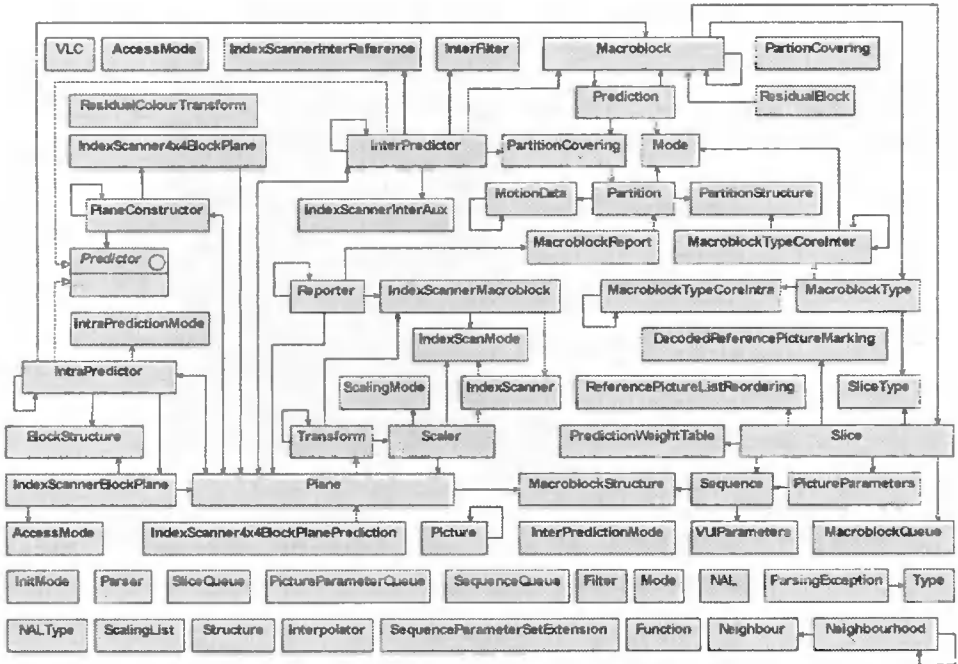 VLC AccessMode IndexScannerInterReference InterFilter Macroblock PartionCovering
ResidualColourTransform Prediction ResidualBlock
IndexScanner4x4BlockPlane InterPredictor PartitionCovering Mode
PlaneConstructor IndexScannerInterAux MotionData Partition PartitionStructure
MacroblockReport MacroblockTypeCoreInter
Predictor
Reporter IndexScannerMacroblock MacroblockTypeCoreIntra MacroblockType
IntraPredictionMode IndexScanMode DecodedReferencePictureMarking
IntraPredictor ScalingMode IndexScanner ReferencePictureListReordering SliceType
BlockStructure Transform Scaler PredictionWeightTable Slice
IndexScannerBlockPlane Plane MacroblockStructure Sequence PictureParameters
AccessMode IndexScanner4x4BlockPlanePrediction Picture InterPredictionMode VUIParameters MacroblockQueue
InitMode Parser SliceQueue PictureParameterQueue SequenceQueue Filter Mode NAL ParsingException Type
NALType ScalingList Structure Interpolator SequenceParameterSetExtension Function Neighbour Neighbourhood